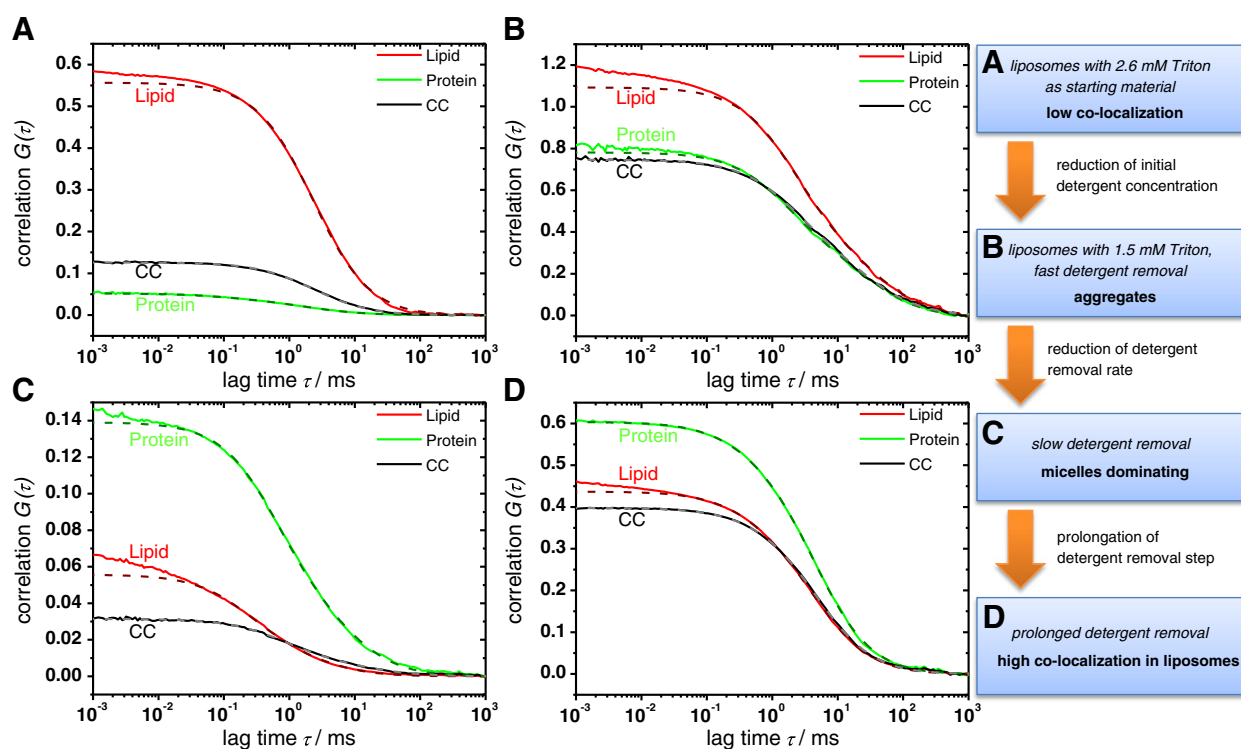 A
correlation G(τ)
0.6
0.5
0.4
0.3
0.2
0.1
0.0
Lipid
Protein
CC
Lipid
CC
Protein
10⁻³ 10⁻² 10⁻¹ 10⁰ 10¹ 10² 10³
lag time τ / ms
B
correlation G(τ)
1.2
1.0
0.8
0.6
0.4
0.2
0.0
Lipid
Protein
CC
Lipid
Protein
CC
10⁻³ 10⁻² 10⁻¹ 10⁰ 10¹ 10² 10³
lag time τ / ms
C
correlation G(τ)
0.14
0.12
0.10
0.08
0.06
0.04
0.02
0.00
Lipid
Protein
CC
Protein
Lipid
CC
10⁻³ 10⁻² 10⁻¹ 10⁰ 10¹ 10² 10³
lag time τ / ms
D
correlation G(τ)
0.6
0.5
0.4
0.3
0.2
0.1
0.0
Lipid
Protein
CC
Protein
Lipid
CC
10⁻³ 10⁻² 10⁻¹ 10⁰ 10¹ 10² 10³
lag time τ / ms
A
liposomes with 2.6 mM Triton
as starting material
low co-localization
reduction of initial
detergent concentration
B
liposomes with 1.5 mM Triton,
fast detergent removal
aggregates
reduction of detergent
removal rate
C
slow detergent removal
micelles dominating
prolongation of
detergent removal step
D
prolonged detergent removal
high co-localization in liposomes